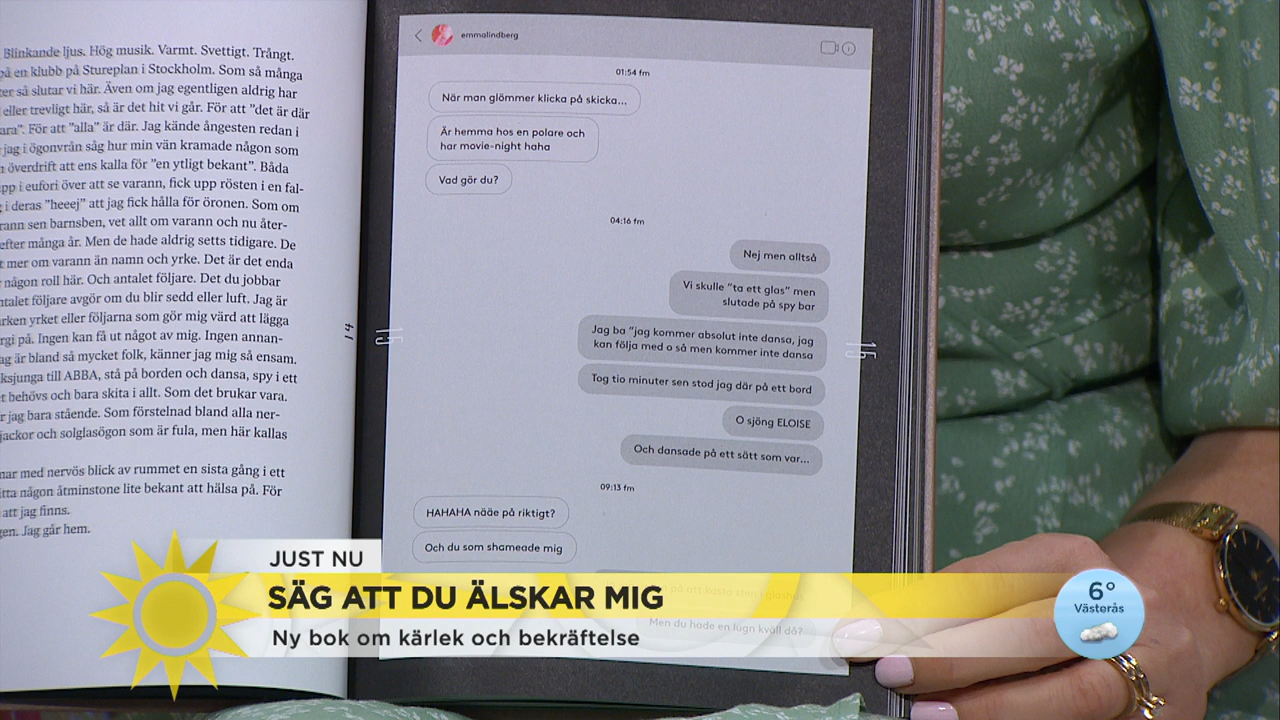 Blinkande ljus. Hög musik. Varmt. Svettigt. Trångt.
på en klubb på Stureplan i Stockholm. Som så många
ter så slutar vi här. Även om jag egentligen aldrig har
eller trevligt här, så är det hit vi går. För att ”det är där
ara”. För att ”alla” är där. Jag kände ångesten redan i
jag i ögonvrån såg hur min vän kramade någon som
överdrift att ens kalla för ”en ytligt bekant”. Båda
pp i eufori över att se varann, fick upp rösten i en fal-
g i deras ”heeej” att jag fick hålla för öronen. Som om
rann sen barnsben, vet allt om varann och nu åter-
efter många år. Men de hade aldrig setts tidigare. De
t mer om varann än namn och yrke. Det är det enda
någon roll här. Och antalet följare. Det du jobbar
ntalet följare avgör om du blir sedd eller luft. Jag är
rken yrket eller följarna som gör mig värd att lägga
rgi på. Ingen kan få ut något av mig. Ingen annan-
ag är bland så mycket folk, känner jag mig så ensam.
ksjunga till ABBA, stå på borden och dansa, spy i ett
t behövs och bara skita i allt. Som det brukar vara.
r jag bara stående. Som förstelnad bland alla ner-
jackor och solglasögon som är fula, men här kallas
nar med nervös blick av rummet en sista gång i ett
itta någon åtminstone lite bekant att hälsa på. För
att jag finns.
gen. Jag går hem.
14
emmalindberg
01:54 fm
När man glömmer klicka på skicka...
Är hemma hos en polare och
har movie-night haha
Vad gör du?
04:16 fm
Nej men alltså
Vi skulle ”ta ett glas” men
slutade på spy bar
Jag ba ”jag kommer absolut inte dansa, jag
kan följa med o så men kommer inte dansa
Tog tio minuter sen stod jag där på ett bord
O sjöng ELOISE
Och dansade på ett sätt som var...
09:13 fm
HAHAHA nääe på riktigt?
Och du som shameade mig
på att kasta sten i glashus
Men du hade en lugn kväll då?
15
15
JUST NU
SÄG ATT DU ÄLSKAR MIG
Ny bok om kärlek och bekräftelse
6°
Västerås